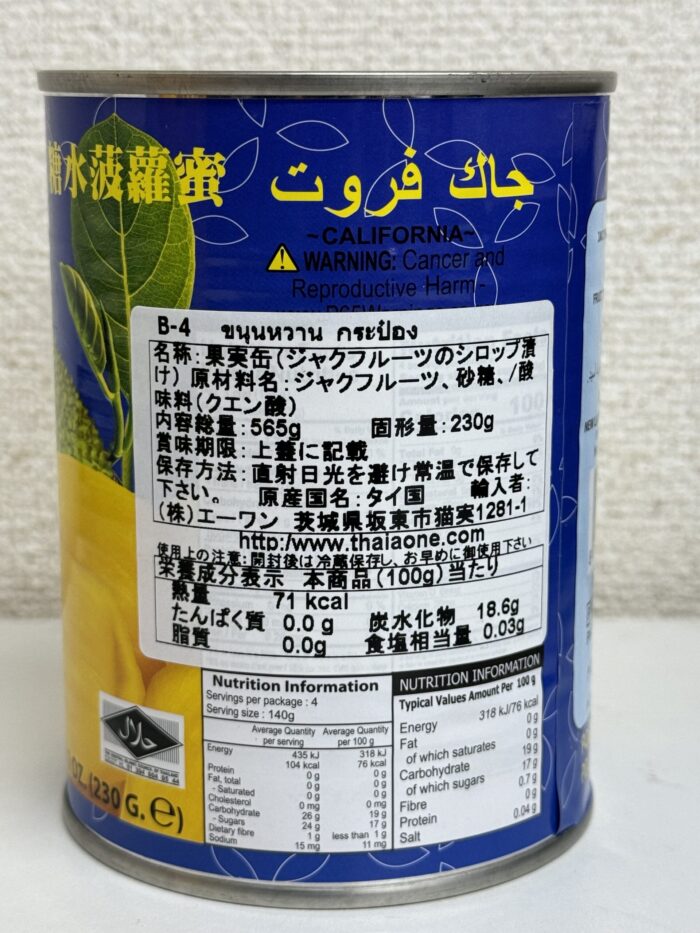 糖水菠蘿蜜 جاك فروت
~CALIFORNIA~
WARNING: Cancer and
Reproductive Harm -
B-4 ขนุนหวาน กระป๋อง
名称:果実缶(ジャクフルーツのシロップ漬
け) 原材料名:ジャクフルーツ、砂糖、/酸
味料(クエン酸)
内容総量:565g 固形量:230g
賞味期限:上蓋に記載
保存方法:直射日光を避け常温で保存して
下さい。 原産国名:タイ国 輸入者:
(株)エーワン 茨城県坂東市猫実1281-1
http:/www.thaiaone.com
使用上の注意:開封後は冷蔵保存し、お早めに御使用下さい
栄養成分表示 本商品(100g)当たり
熱量 71 kcal
たんぱく質 0.0 g 炭水化物 18.6g
脂質 0.0g 食塩相当量 0.03g
Nutrition Information
Servings per package : 4
Serving size : 140g
Average Quantity per serving Average Quantity per 100 g
Energy 435 kJ 318 kJ
104 kcal 76 kcal
Protein 0 g 0 g
Fat, total 0 g 0 g
- Saturated 0 g 0 g
Cholesterol 0 mg 0 mg
Carbohydrate 26 g 19 g
- Sugars 24 g 17 g
Dietary fibre 1 g less than 1 g
Sodium 15 mg 11 mg
NUTRITION INFORMATION
Typical Values Amount Per 100 g
Energy 318 kJ/76 kcal
Fat 0g
of which saturates 0g
Carbohydrate 19g
of which sugars 17g
Fibre 0.7g
Protein 0g
Salt 0.04g
حلال
OZ. (230 G. ℮)